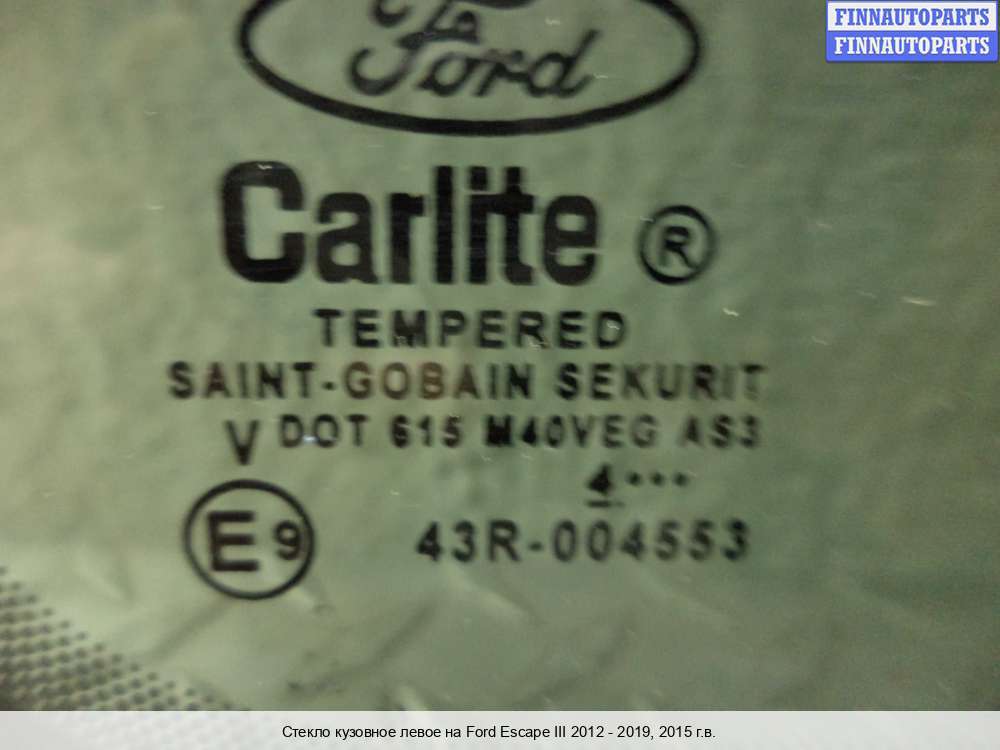 FINNAUTOPARTS
FINNAUTOPARTS
Ford
Carlite ®
TEMPERED
SAINT-GOBAIN SEKURIT
V DOT 615 M40VEG AS3
4...
E9 43R-004553
Стекло кузовное левое на Ford Escape III 2012 - 2019, 2015 г.в.